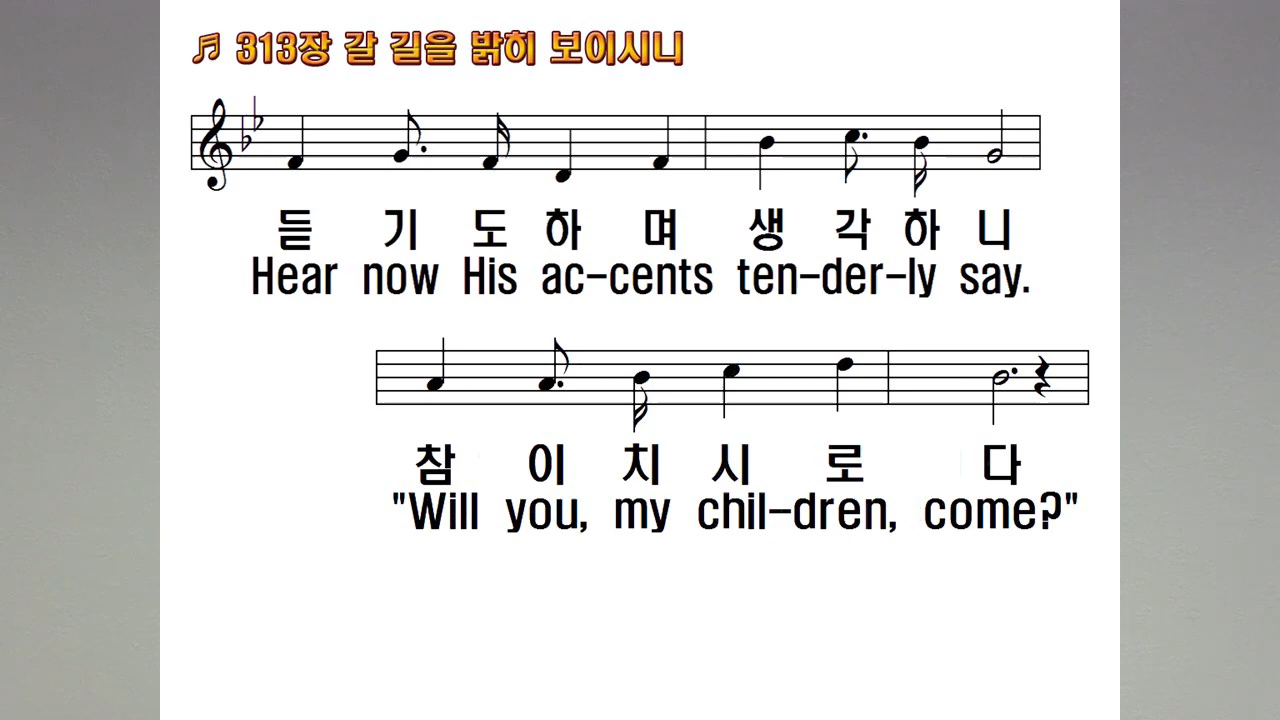 313장 갈 길을 밝히 보이시니
듣 기 도 하 며 생 각 하 니
Hear now His ac-cents ten-der-ly say.
참 이 치 시 로 다
"Will you, my chil-dren, come?"